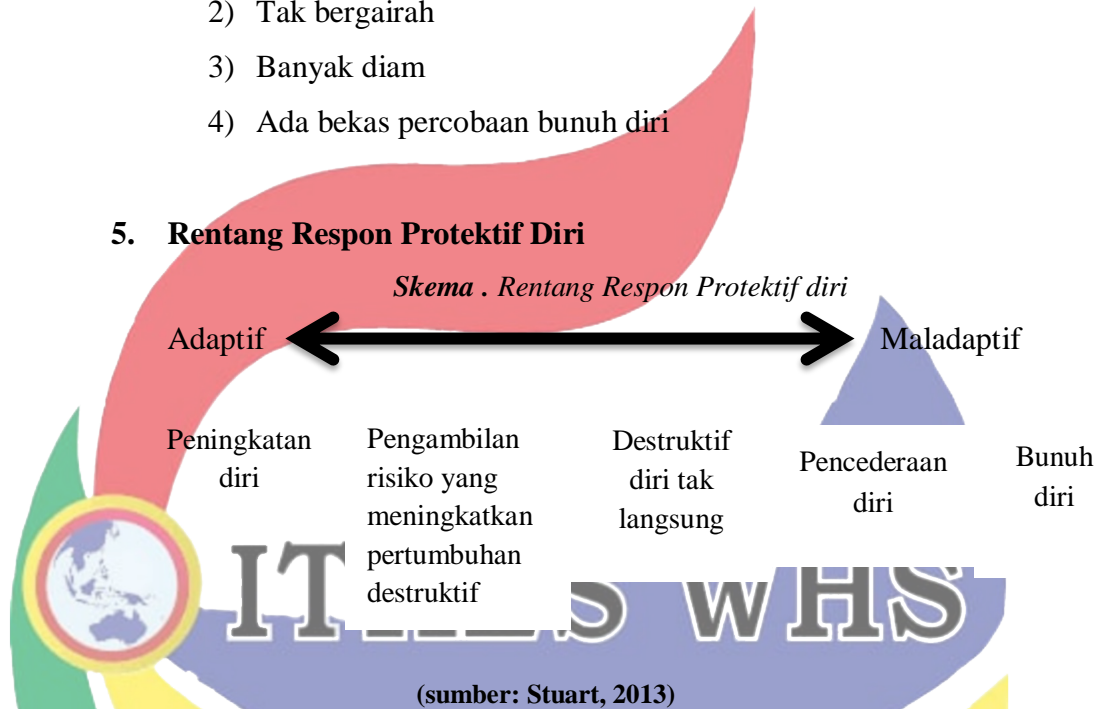 2) Tak bergairah
3) Banyak diam
4) Ada bekas percobaan bunuh diri
5. Rentang Respon Protektif Diri
Skema . Rentang Respon Protektif diri
Adaptif
Maladaptif
Peningkatan
diri
Pengambilan
risiko yang
meningkatkan
pertumbuhan
destruktif
Destruktif
diri tak
langsung
Pencederaan
diri
Bunuh
diri
WHS
(sumber: Stuart, 2013)